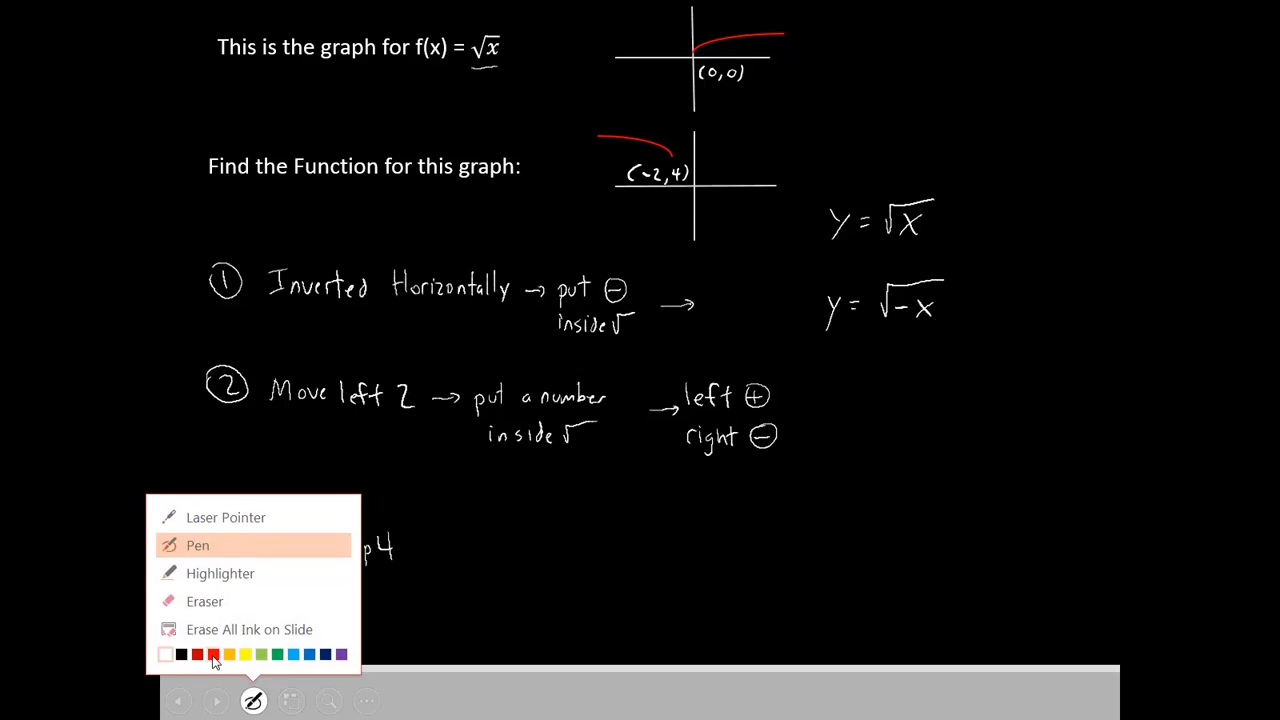 This is the graph for f(x) = √x
(0,0)
Find the Function for this graph:
(-2,4)
y = √x
① Inverted Horizontally → put ⊖ →
inside √
y = √-x
② Move left 2 → put a number → left ⊕
inside √ right ⊖
Laser Pointer
Pen
p 4
Highlighter
Eraser
Erase All Ink on Slide